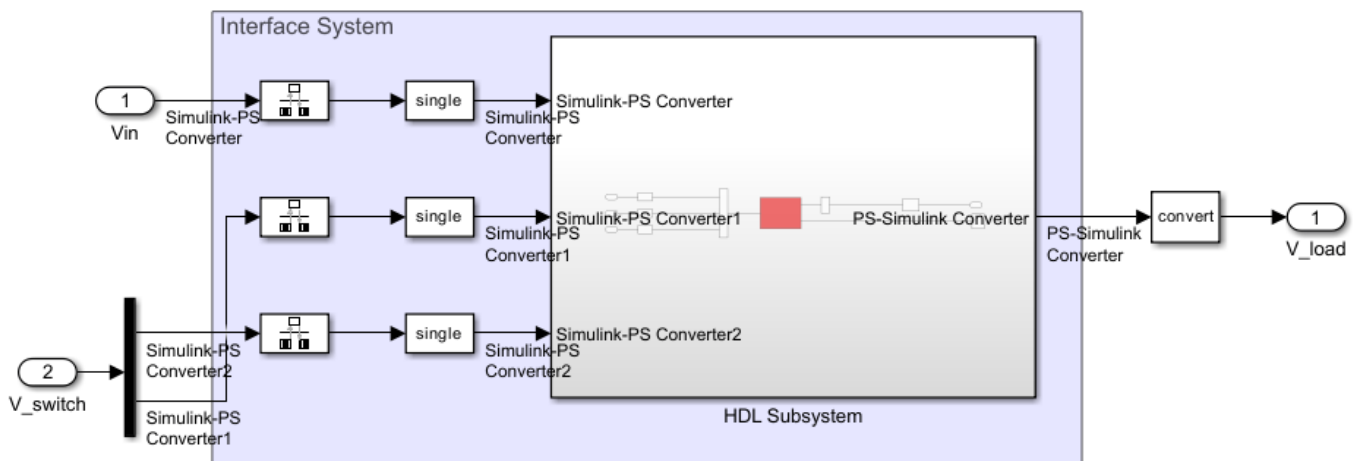 Interface System
1
Vin
Simulink-PS
Converter
single
Simulink-PS
Converter
Simulink-PS Converter
single
Simulink-PS
Converter1
Simulink-PS Converter1
PS-Simulink Converter
PS-Simulink
Converter
convert
1
V_load
2
V_switch
Simulink-PS
Converter2
Simulink-PS
Converter1
single
Simulink-PS
Converter2
Simulink-PS Converter2
HDL Subsystem